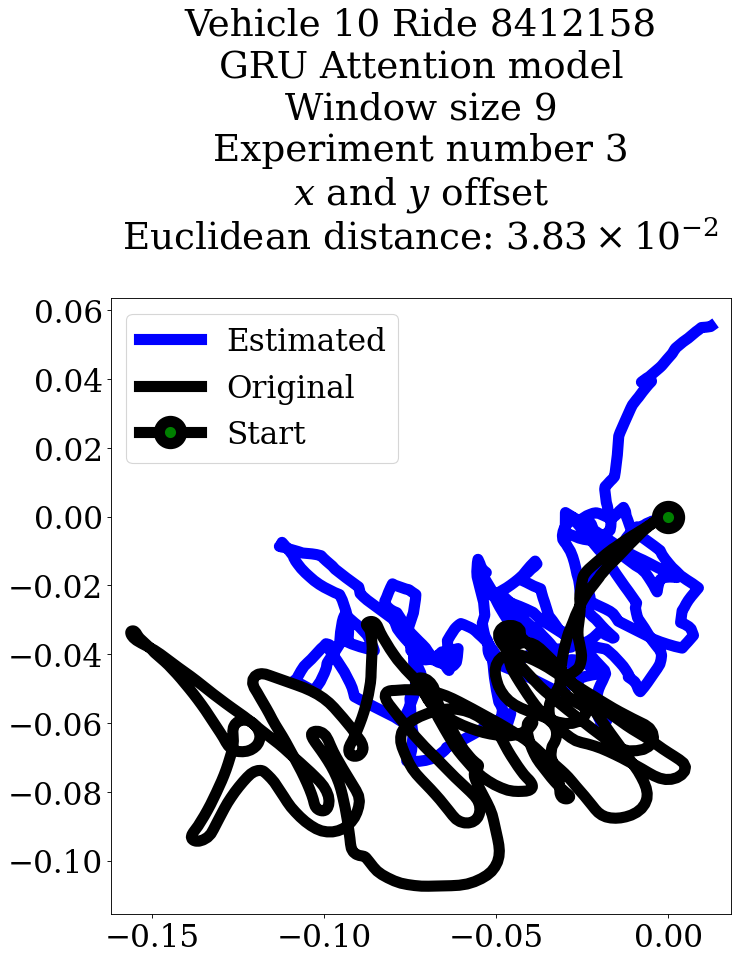 Vehicle 10 Ride 8412158
GRU Attention model
Window size 9
Experiment number 3
x and y offset
Euclidean distance: 3.83 × 10⁻²
0.06
0.04
0.02
0.00
−0.02
−0.04
−0.06
−0.08
−0.10
Estimated
Original
Start
−0.15
−0.10
−0.05
0.00